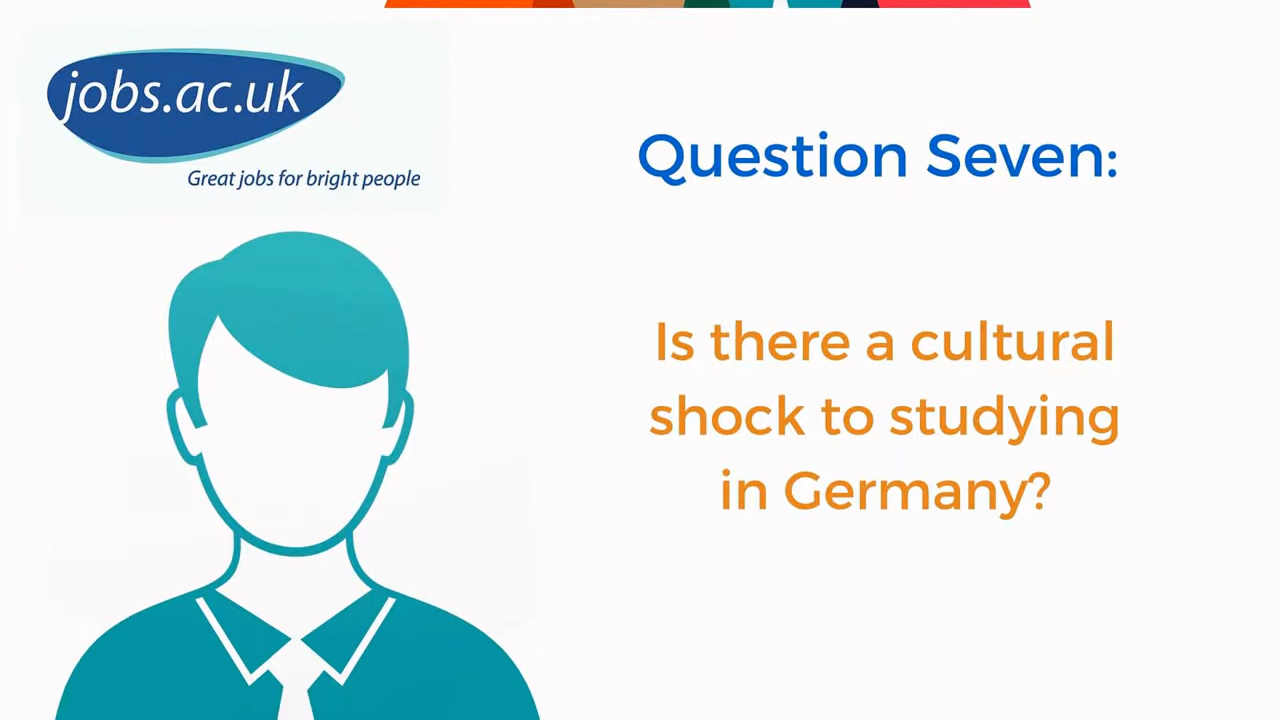 jobs.ac.uk
Great jobs for bright people
Question Seven:
Is there a cultural
shock to studying
in Germany?